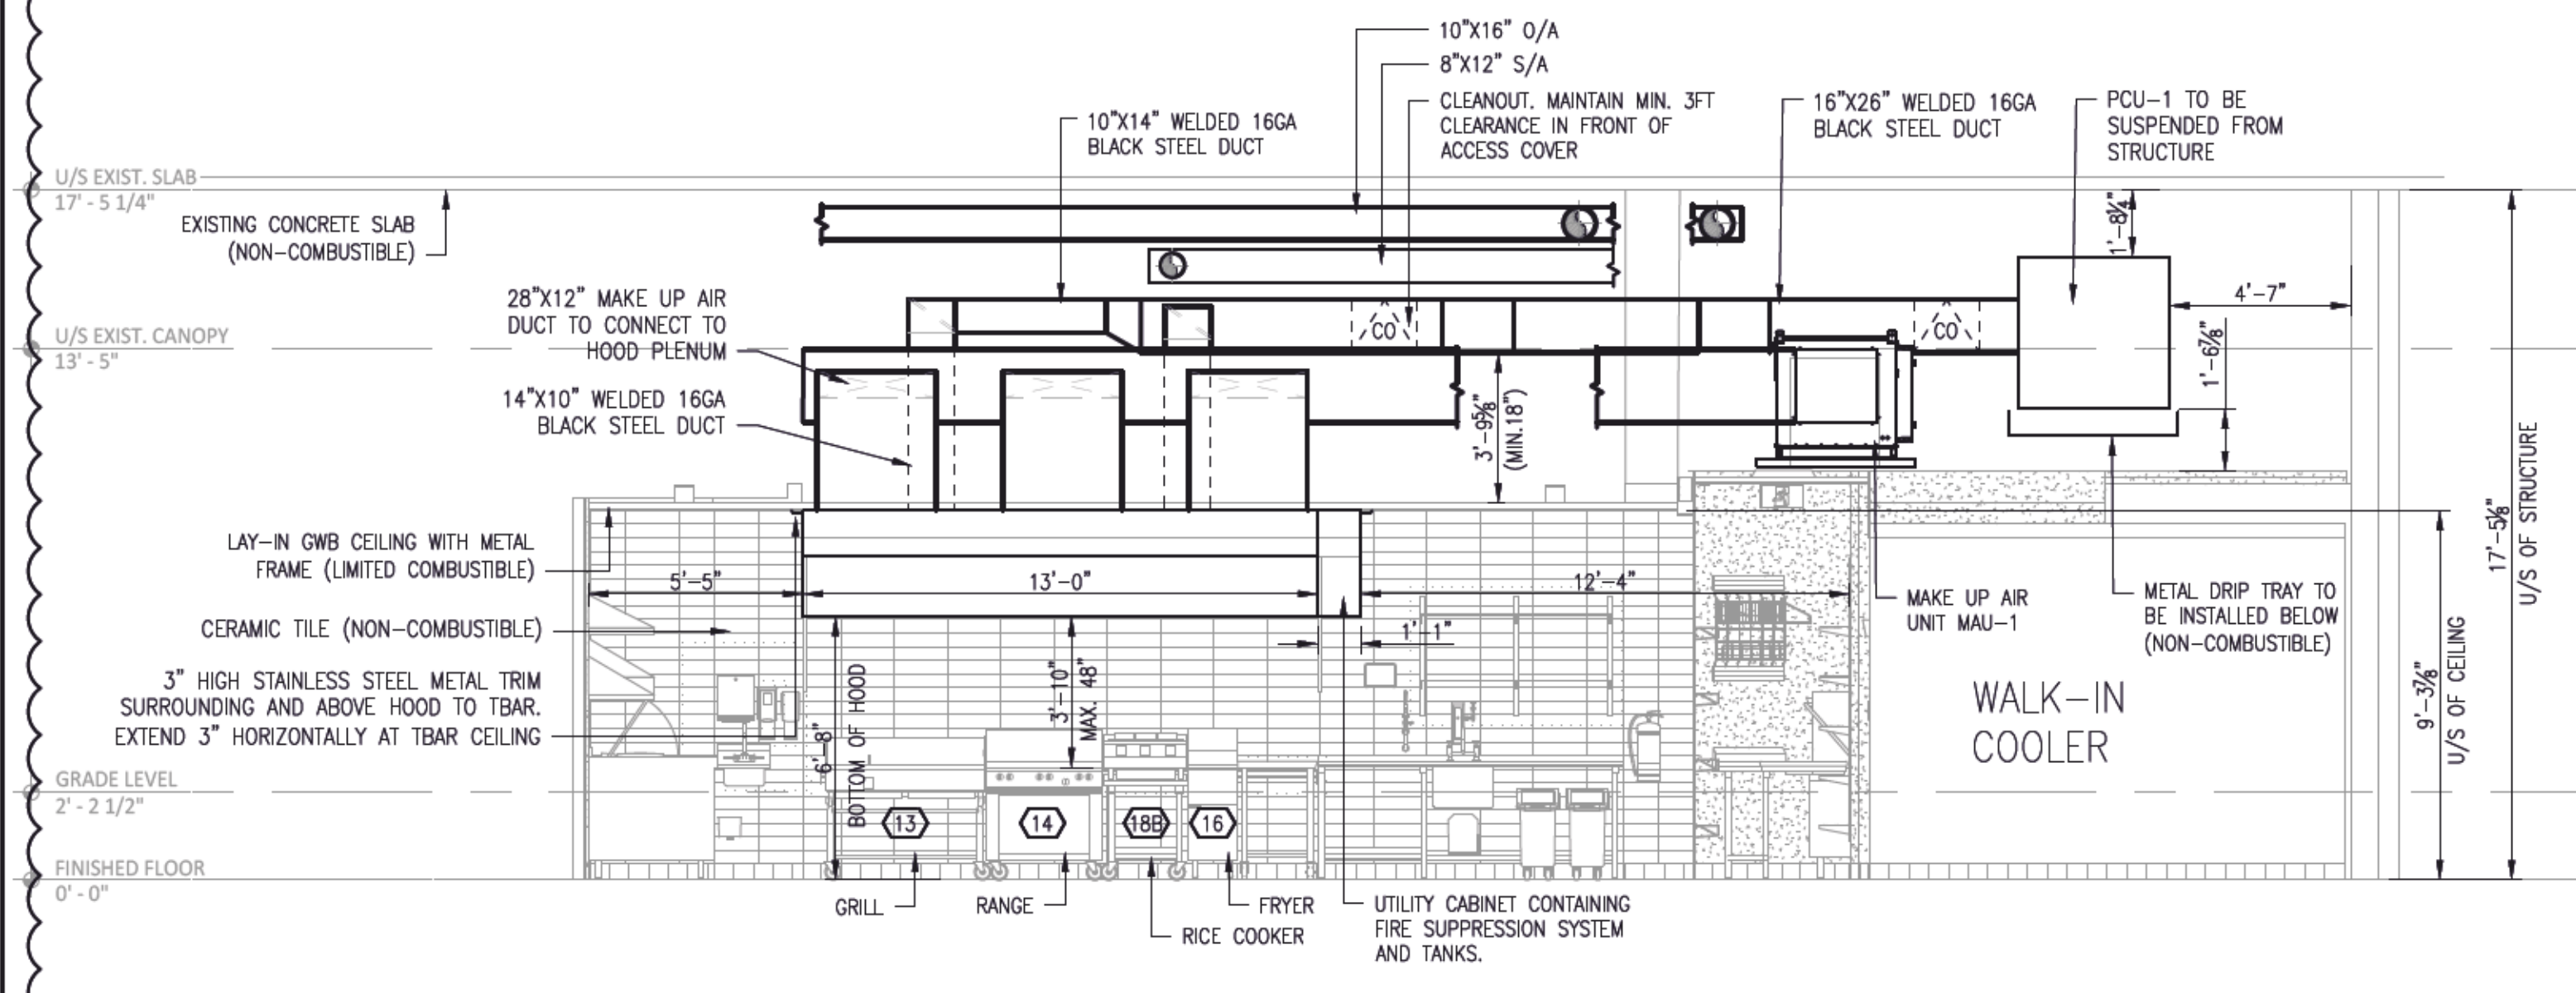 10"X16" O/A
8"X12" S/A
CLEANOUT. MAINTAIN MIN. 3FT
CLEARANCE IN FRONT OF
ACCESS COVER
10"X14" WELDED 16GA
BLACK STEEL DUCT
16"X26" WELDED 16GA
BLACK STEEL DUCT
PCU-1 TO BE
SUSPENDED FROM
STRUCTURE
U/S EXIST. SLAB
17' - 5 1/4"
EXISTING CONCRETE SLAB
(NON-COMBUSTIBLE)
1'-8¼"
28"X12" MAKE UP AIR
DUCT TO CONNECT TO
HOOD PLENUM
U/S EXIST. CANOPY
13' - 5"
CO
CO
4'-7"
1'-6⅞"
14"X10" WELDED 16GA
BLACK STEEL DUCT
3'-9⅝"
(MIN.18")
17'-5⅛"
U/S OF STRUCTURE
LAY-IN GWB CEILING WITH METAL
FRAME (LIMITED COMBUSTIBLE)
5'-5"
13'-0"
12'-4"
1'-1"
CERAMIC TILE (NON-COMBUSTIBLE)
MAKE UP AIR
UNIT MAU-1
METAL DRIP TRAY TO
BE INSTALLED BELOW
(NON-COMBUSTIBLE)
3" HIGH STAINLESS STEEL METAL TRIM
SURROUNDING AND ABOVE HOOD TO TBAR.
EXTEND 3" HORIZONTALLY AT TBAR CEILING
6'-8"
BOTTOM OF HOOD
3'-10"
MAX. 48"
WALK-IN
COOLER
9'-3⅞"
U/S OF CEILING
GRADE LEVEL
2' - 2 1/2"
13
14
18B
16
FINISHED FLOOR
0' - 0"
GRILL
RANGE
RICE COOKER
FRYER
UTILITY CABINET CONTAINING
FIRE SUPPRESSION SYSTEM
AND TANKS.